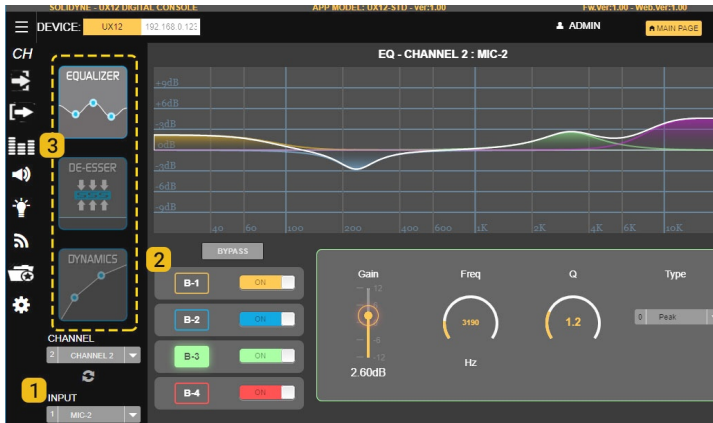 SOLIDYNE - UX12 DIGITAL CONSOLE APP MODEL: UX12-STD - Ver:1.00 Fw.Ver:1.00 - Web.Ver:1.00
DEVICE: UX12 192.168.0.123 ADMIN MAIN PAGE
CH
EQ - CHANNEL 2 : MIC-2
EQUALIZER
3
DE-ESSER
DYNAMICS
+9dB
+6dB
+3dB
0dB
-3dB
-6dB
-9dB
40 60 100 200 400 600 1K 2K 4K 6K 10K
BYPASS
2
B-1 ON
B-2 ON
B-3 ON
B-4 ON
Gain Freq Q Type
12
3190 1.2 0 Peak
-6
-12
2.60dB Hz
CHANNEL
2 CHANNEL 2
1
INPUT
1 MIC-2